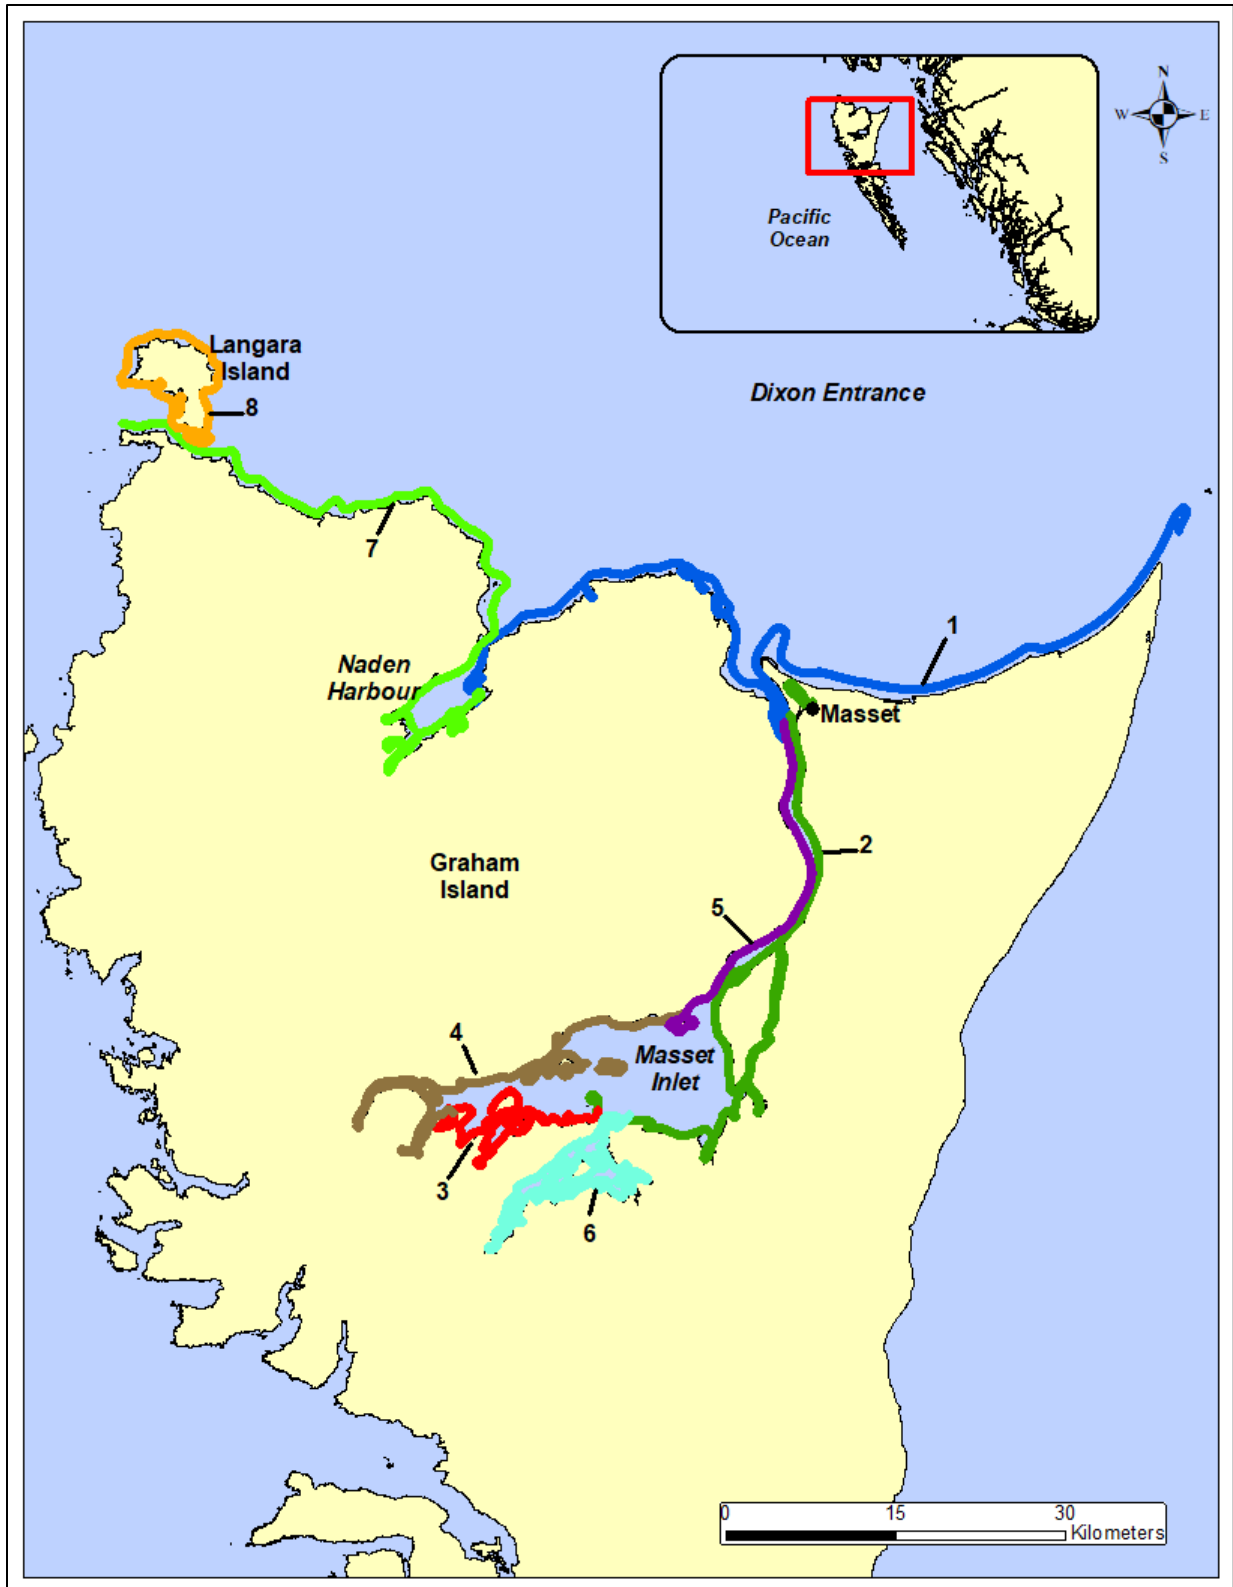 N
W
E
S
Pacific
Ocean
Langara
Island
8
Dixon Entrance
7
1
Naden
Harbour
Masset
2
Graham
Island
5
4
Masset
Inlet
3
6
0 15 30
Kilometers